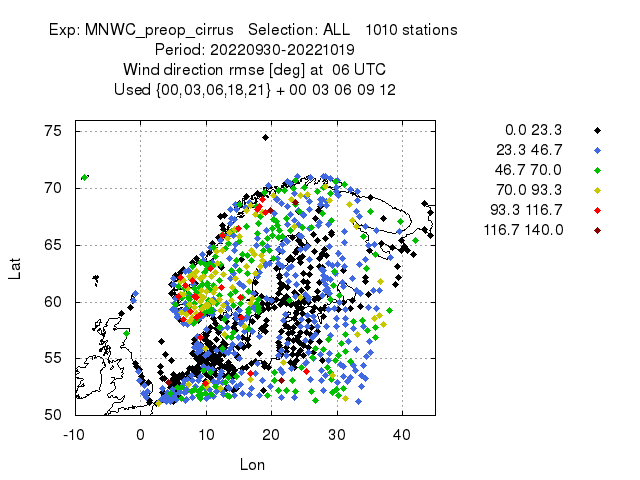 Exp: MNWC_preop_cirrus   Selection: ALL   1010 stations
Period: 20220930-20221019
Wind direction rmse [deg] at  06 UTC
Used {00,03,06,18,21} + 00 03 06 09 12
0.0 23.3
23.3 46.7
46.7 70.0
70.0 93.3
93.3 116.7
116.7 140.0
75
70
65
60
55
50
Lat
-10 0 10 20 30 40
Lon